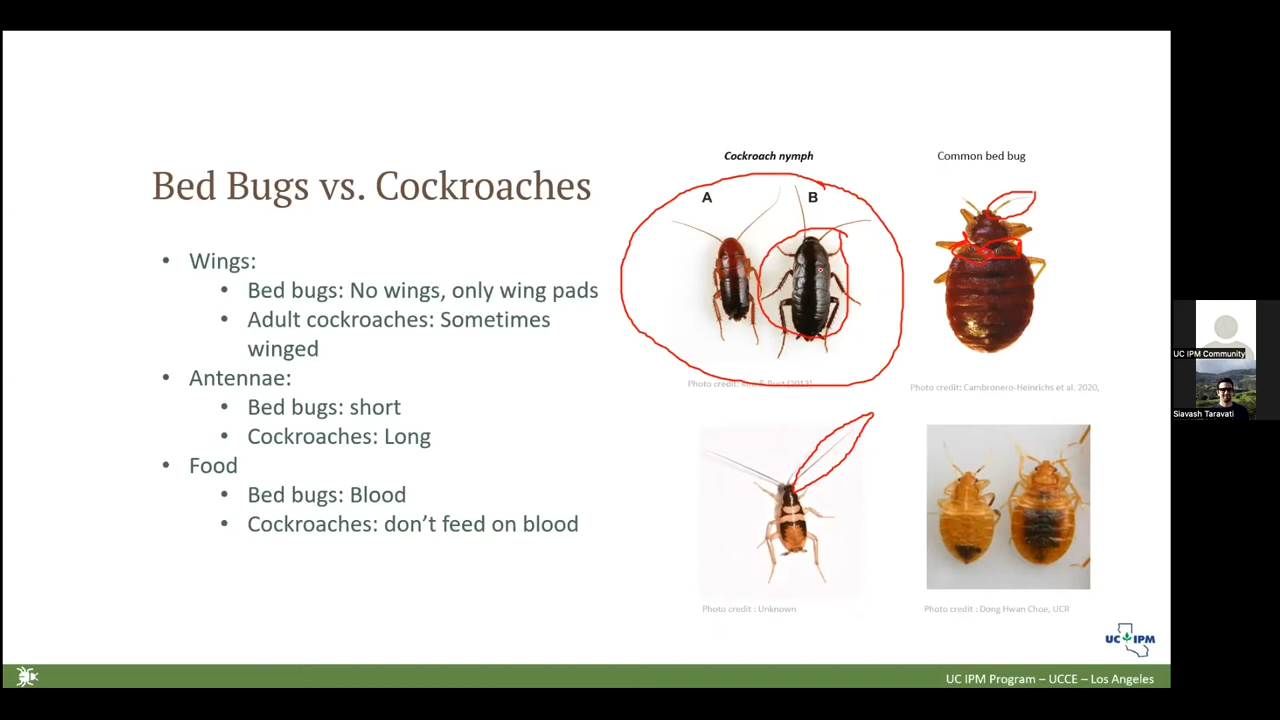 Bed Bugs vs. Cockroaches
• Wings:
• Bed bugs: No wings, only wing pads
• Adult cockroaches: Sometimes
winged
• Antennae:
• Bed bugs: short
• Cockroaches: Long
• Food
• Bed bugs: Blood
• Cockroaches: don’t feed on blood
Cockroach nymph
A
B
Photo credit:
(2013)
Common bed bug
Photo credit: Cambronero-Heinrichs et al. 2020,
Photo credit : Unknown
Photo credit : Dong Hwan Choe, UCR
UC IPM
UC IPM Program – UCCE – Los Angeles
UC IPM Community
Siavash Taravati